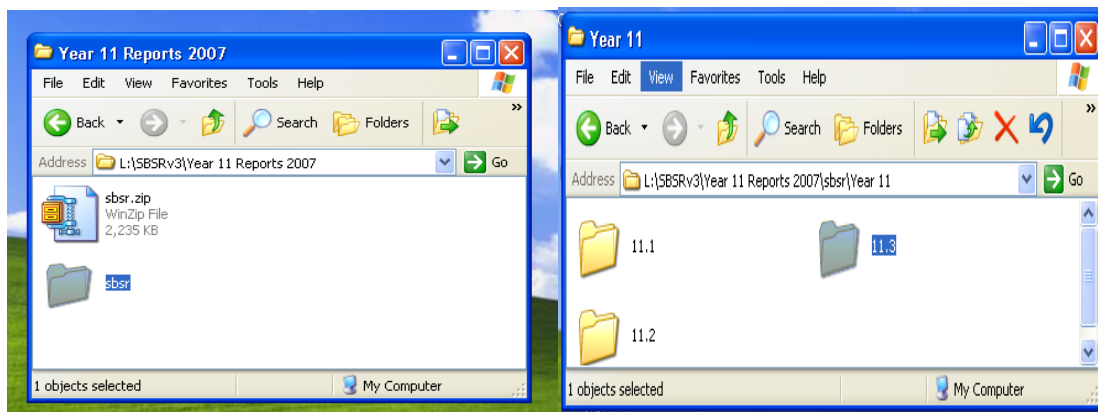 Year 11 Reports 2007
File Edit View Favorites Tools Help
Back Search Folders »
Address L:\SBSRv3\Year 11 Reports 2007 Go
sbsr.zip
WinZip File
2,235 KB
sbsr
1 objects selected My Computer
Year 11
File Edit View Favorites Tools Help
Back Search Folders »
Address L:\SBSRv3\Year 11 Reports 2007\sbsr\Year 11 Go
11.1 11.3
11.2
1 objects selected My Computer